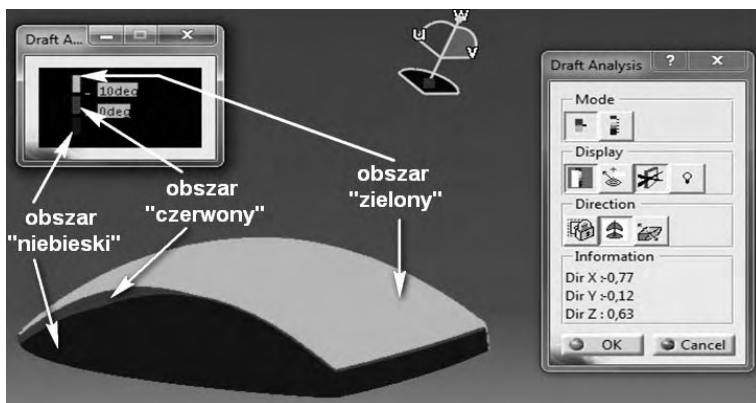 Draft A...
10deg
0deg
w
u
v
obszar
"niebieski"
obszar
"czerwony"
obszar
"zielony"
Draft Analysis
?
X
Mode
Display
Direction
Information
Dir X :-0,77
Dir Y :-0,12
Dir Z : 0,63
OK
Cancel